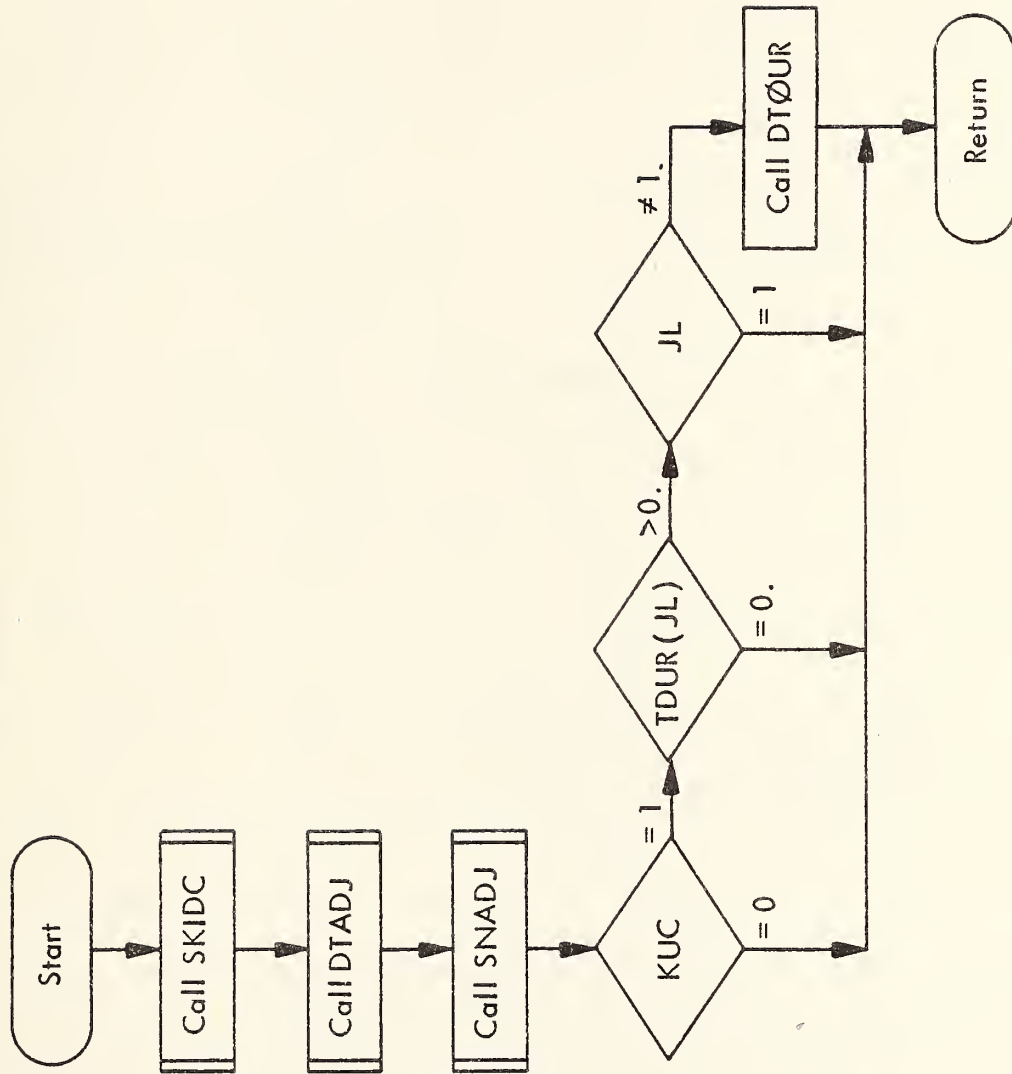 Start
Call SKIDC
Call DTADJ
Call SNADJ
KUC
= 1
= 0
TDUR(JL)
>0.
= 0.
JL
≠ 1.
= 1
Call DTØUR
Return